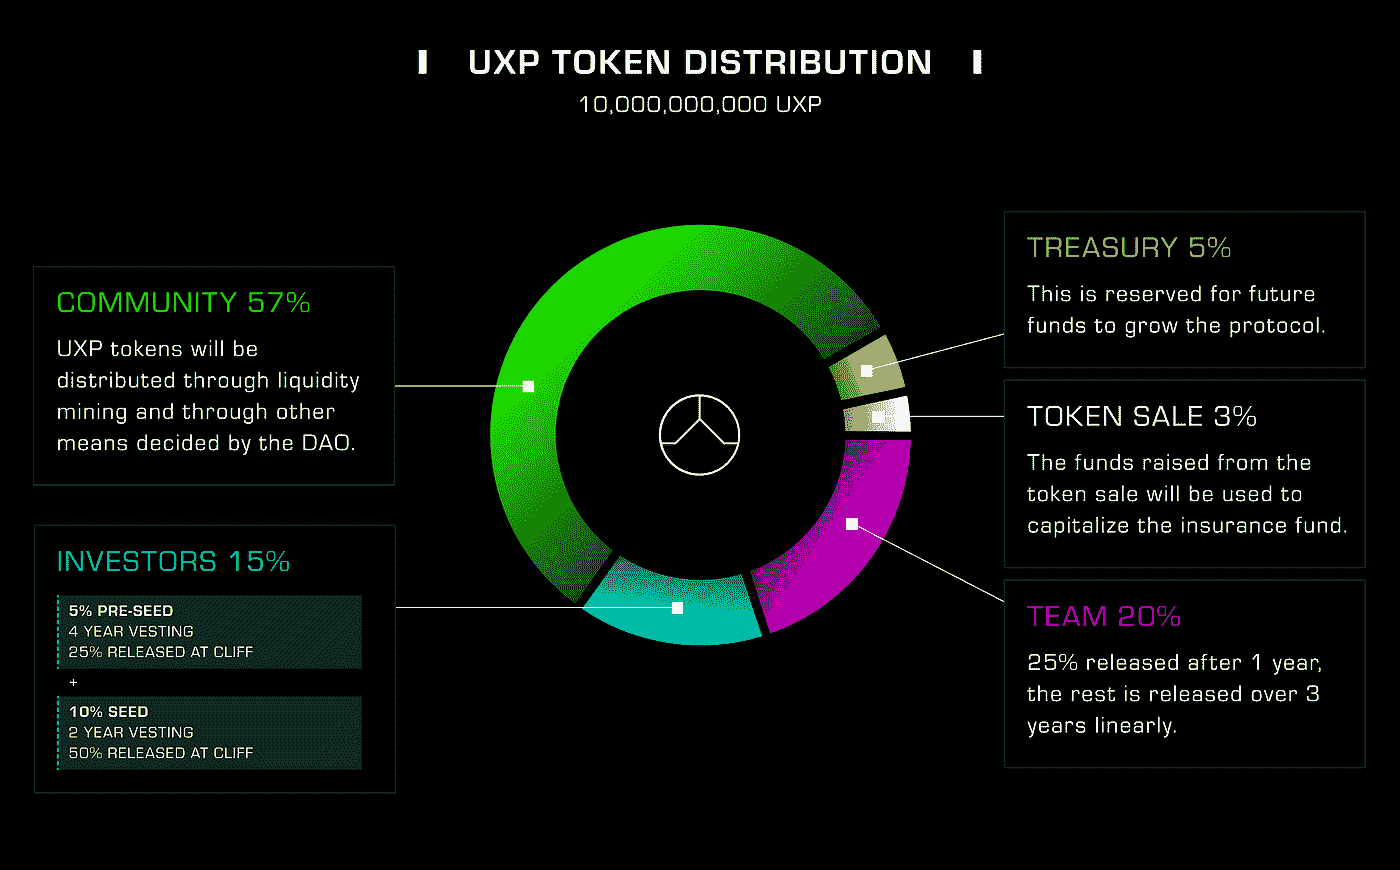 UXP TOKEN DISTRIBUTION
10,000,000,000 UXP
COMMUNITY 57%
UXP tokens will be
distributed through liquidity
mining and through other
means decided by the DAO.
INVESTORS 15%
5% PRE-SEED
4 YEAR VESTING
25% RELEASED AT CLIFF
+
10% SEED
2 YEAR VESTING
50% RELEASED AT CLIFF
TREASURY 5%
This is reserved for future
funds to grow the protocol.
TOKEN SALE 3%
The funds raised from the
token sale will be used to
capitalize the insurance fund.
TEAM 20%
25% released after 1 year,
the rest is released over 3
years linearly.